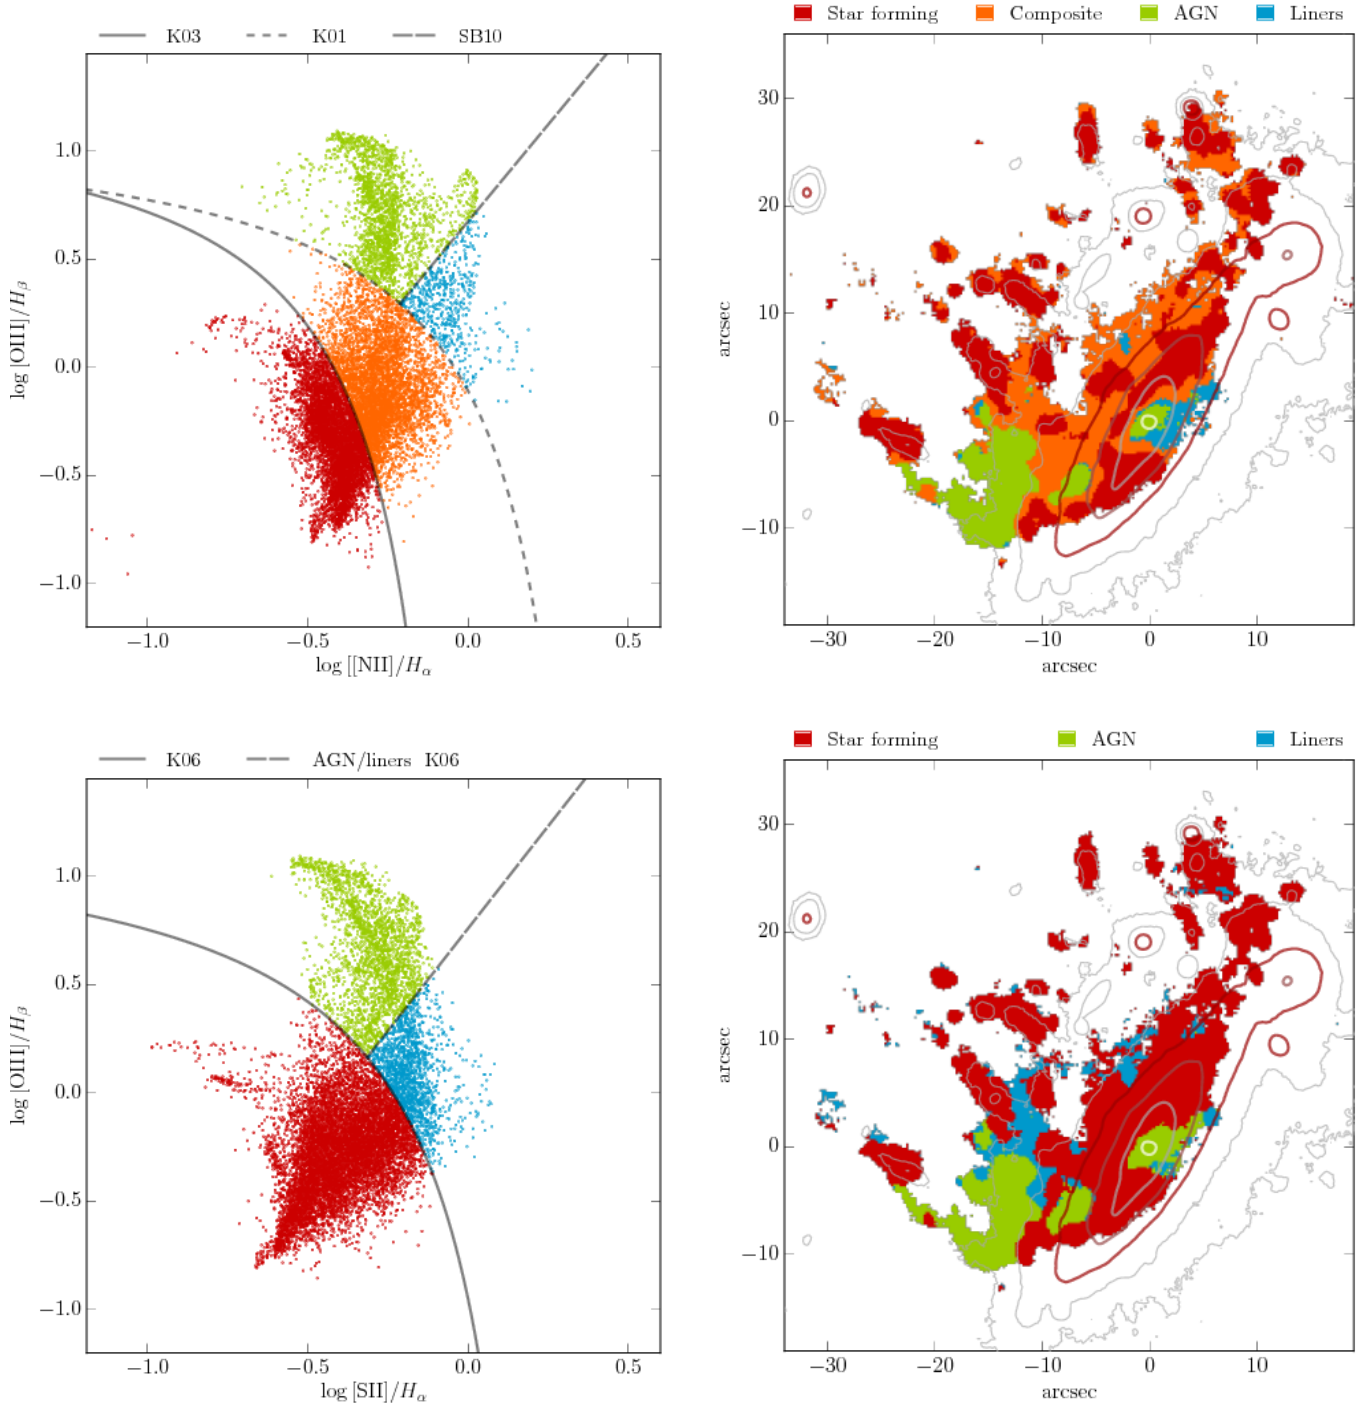 K03 K01 SB10
1.0
0.5
0.0
−0.5
−1.0
log [OIII]/Hβ
−1.0 −0.5 0.0 0.5
log [[NII]/Hα
Star forming Composite AGN Liners
30
20
10
0
−10
arcsec
−30 −20 −10 0 10
arcsec
K06 AGN/liners K06
1.0
0.5
0.0
−0.5
−1.0
log [OIII]/Hβ
−1.0 −0.5 0.0 0.5
log [SII]/Hα
Star forming AGN Liners
30
20
10
0
−10
arcsec
−30 −20 −10 0 10
arcsec